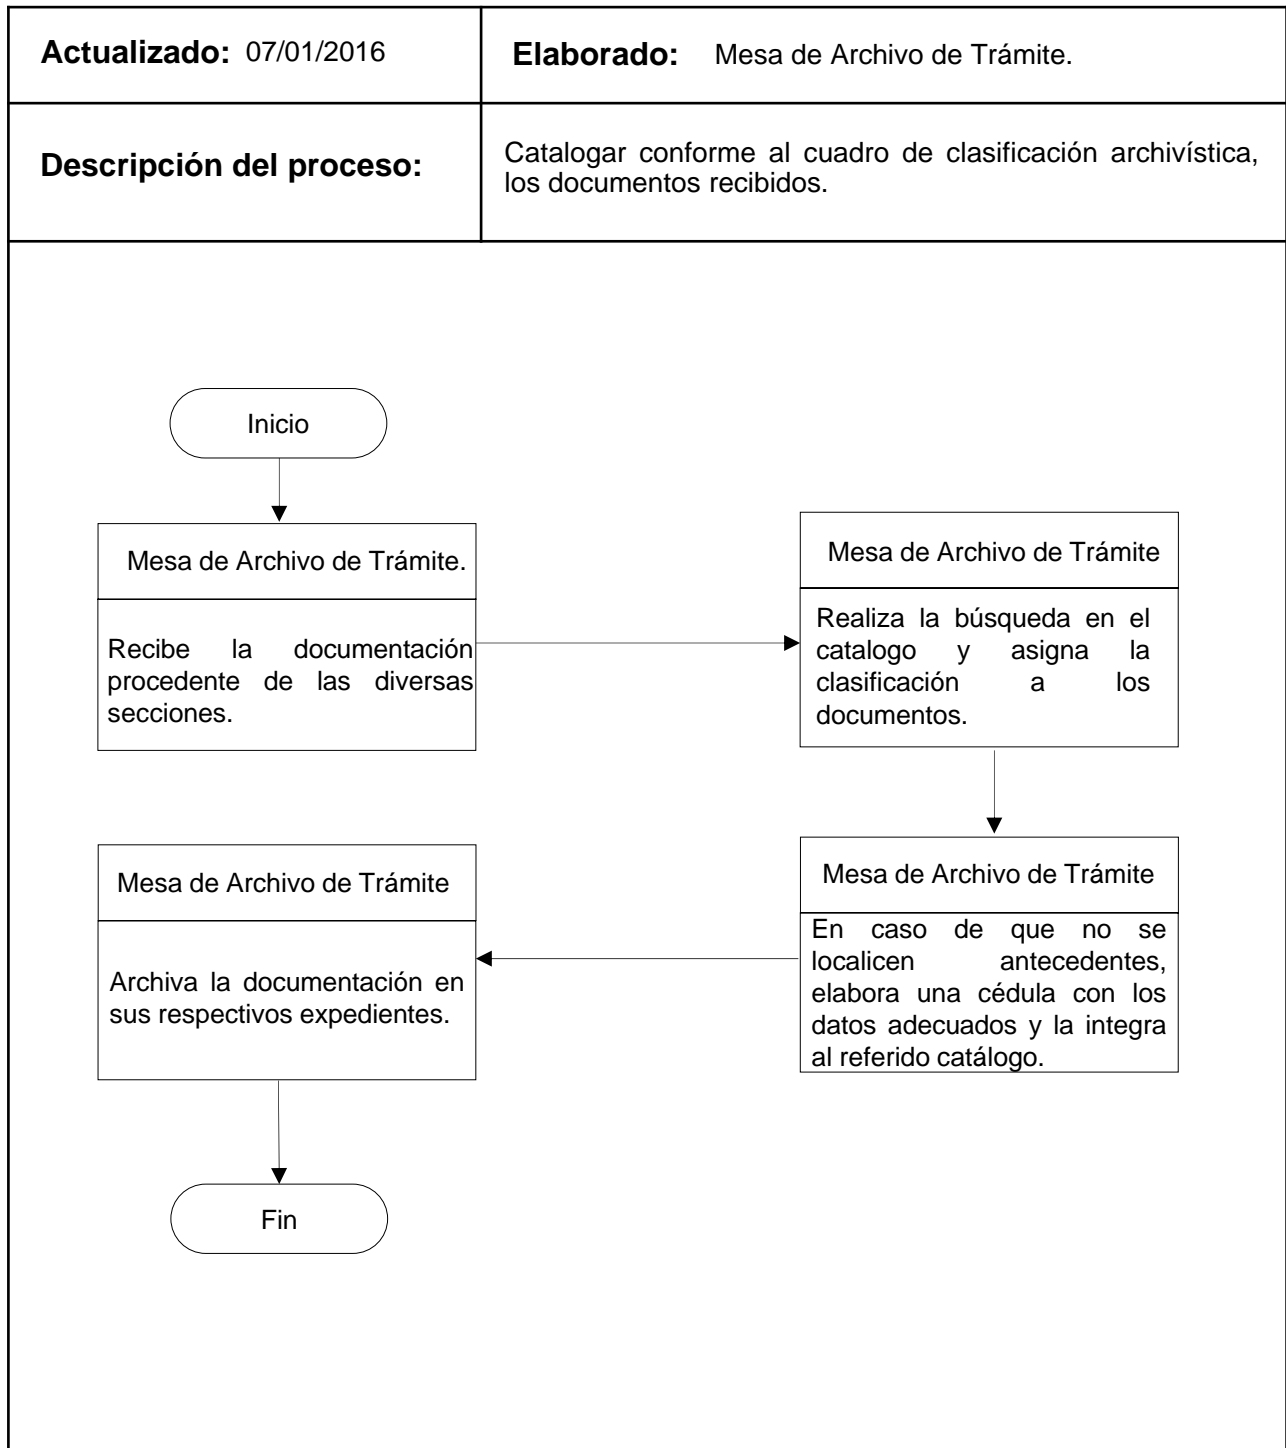 Actualizado: 07/01/2016
Elaborado: Mesa de Archivo de Trámite.
Descripción del proceso:
Catalogar conforme al cuadro de clasificación archivística,
los documentos recibidos.
Inicio
Mesa de Archivo de Trámite.
Recibe la documentación
procedente de las diversas
secciones.
Mesa de Archivo de Trámite
Realiza la búsqueda en el
catalogo y asigna la
clasificación a los
documentos.
Mesa de Archivo de Trámite
En caso de que no se
localicen antecedentes,
elabora una cédula con los
datos adecuados y la integra
al referido catálogo.
Mesa de Archivo de Trámite
Archiva la documentación en
sus respectivos expedientes.
Fin